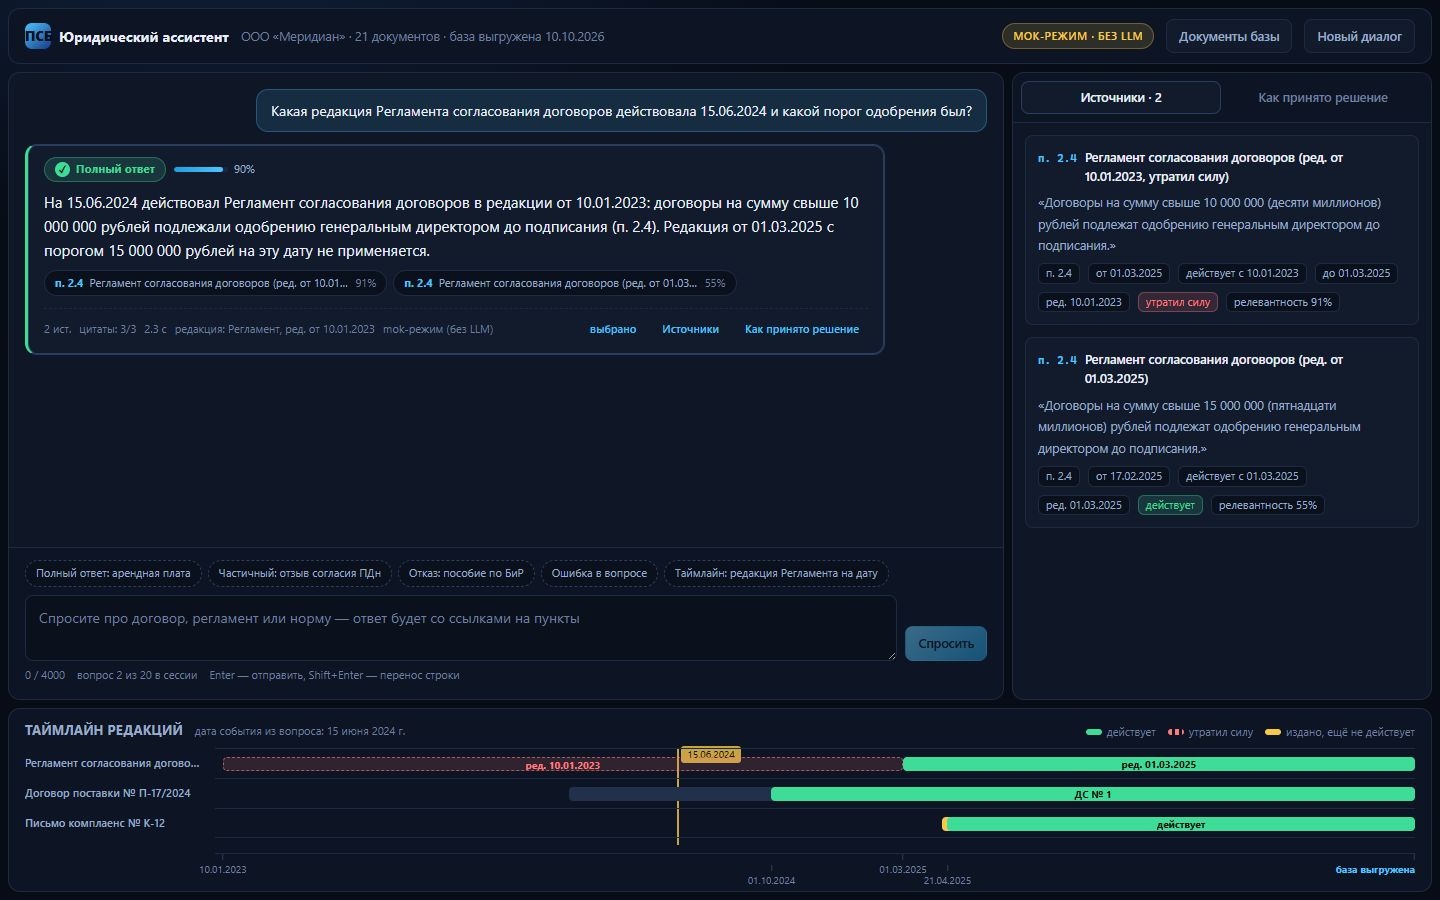 ПСБ Юридический ассистент ООО «Меридиан» · 21 документов · база выгружена 10.10.2026 МОК-РЕЖИМ · БЕЗ LLM Документы базы Новый диалог
Какая редакция Регламента согласования договоров действовала 15.06.2024 и какой порог одобрения был?
✓ Полный ответ 90%
На 15.06.2024 действовал Регламент согласования договоров в редакции от 10.01.2023: договоры на сумму свыше 10
000 000 рублей подлежали одобрению генеральным директором до подписания (п. 2.4). Редакция от 01.03.2025 с
порогом 15 000 000 рублей на эту дату не применяется.
п. 2.4 Регламент согласования договоров (ред. от 10.01... 91% п. 2.4 Регламент согласования договоров (ред. от 01.03... 55%
2 ист. цитаты: 3/3 2.3 с редакция: Регламент, ред. от 10.01.2023 mok-режим (без LLM) выбрано Источники Как принято решение
Полный ответ: арендная плата Частичный: отзыв согласия ПДн Отказ: пособие по БиР Ошибка в вопросе Таймлайн: редакция Регламента на дату
Спросите про договор, регламент или норму — ответ будет со ссылками на пункты
Спросить
0 / 4000 вопрос 2 из 20 в сессии Enter — отправить, Shift+Enter — перенос строки
Источники · 2 Как принято решение
п. 2.4 Регламент согласования договоров (ред. от
10.01.2023, утратил силу)
«Договоры на сумму свыше 10 000 000 (десяти миллионов)
рублей подлежат одобрению генеральным директором до
подписания.»
п. 2.4 от 01.03.2025 действует с 10.01.2023 до 01.03.2025
ред. 10.01.2023 утратил силу релевантность 91%
п. 2.4 Регламент согласования договоров (ред. от
01.03.2025)
«Договоры на сумму свыше 15 000 000 (пятнадцати
миллионов) рублей подлежат одобрению генеральным
директором до подписания.»
п. 2.4 от 17.02.2025 действует с 01.03.2025
ред. 01.03.2025 действует релевантность 55%
ТАЙМЛАЙН РЕДАКЦИЙ дата события из вопроса: 15 июня 2024 г. действует утратил силу издано, ещё не действует
15.06.2024
Регламент согласования догово... ред. 10.01.2023 ред. 01.03.2025
Договор поставки № П-17/2024 ДС № 1
Письмо комплаенс № К-12 действует
10.01.2023 01.03.2025 база выгружена
01.10.2024 21.04.2025